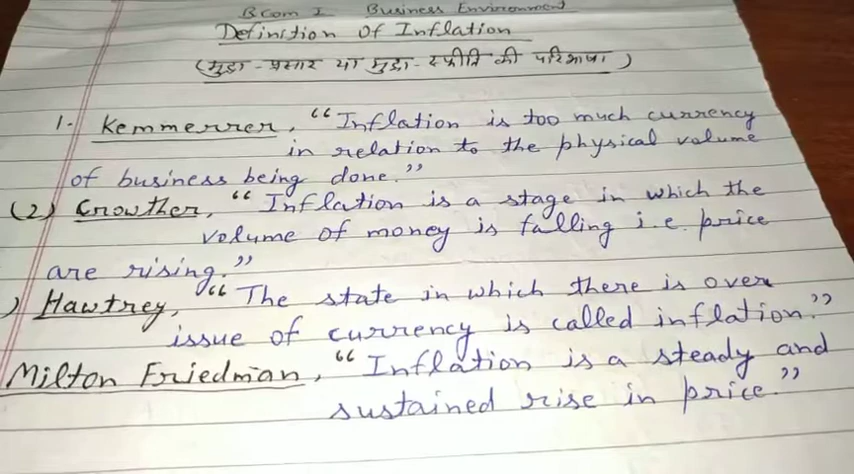 BCom I Business Environment
Definition Of Inflation
(मुद्रा-प्रसार या मुद्रा-स्फीति की परिभाषा)
1. Kemmerrer, "Inflation is too much currency
in relation to the physical volume
of business being done."
(2) Crowther, "Inflation is a stage in which the
volume of money is falling i.e. price
are rising."
) Hawtrey, "The state in which there is over
issue of currency is called inflation."
Milton Friedman, "Inflation is a steady and
sustained rise in price."